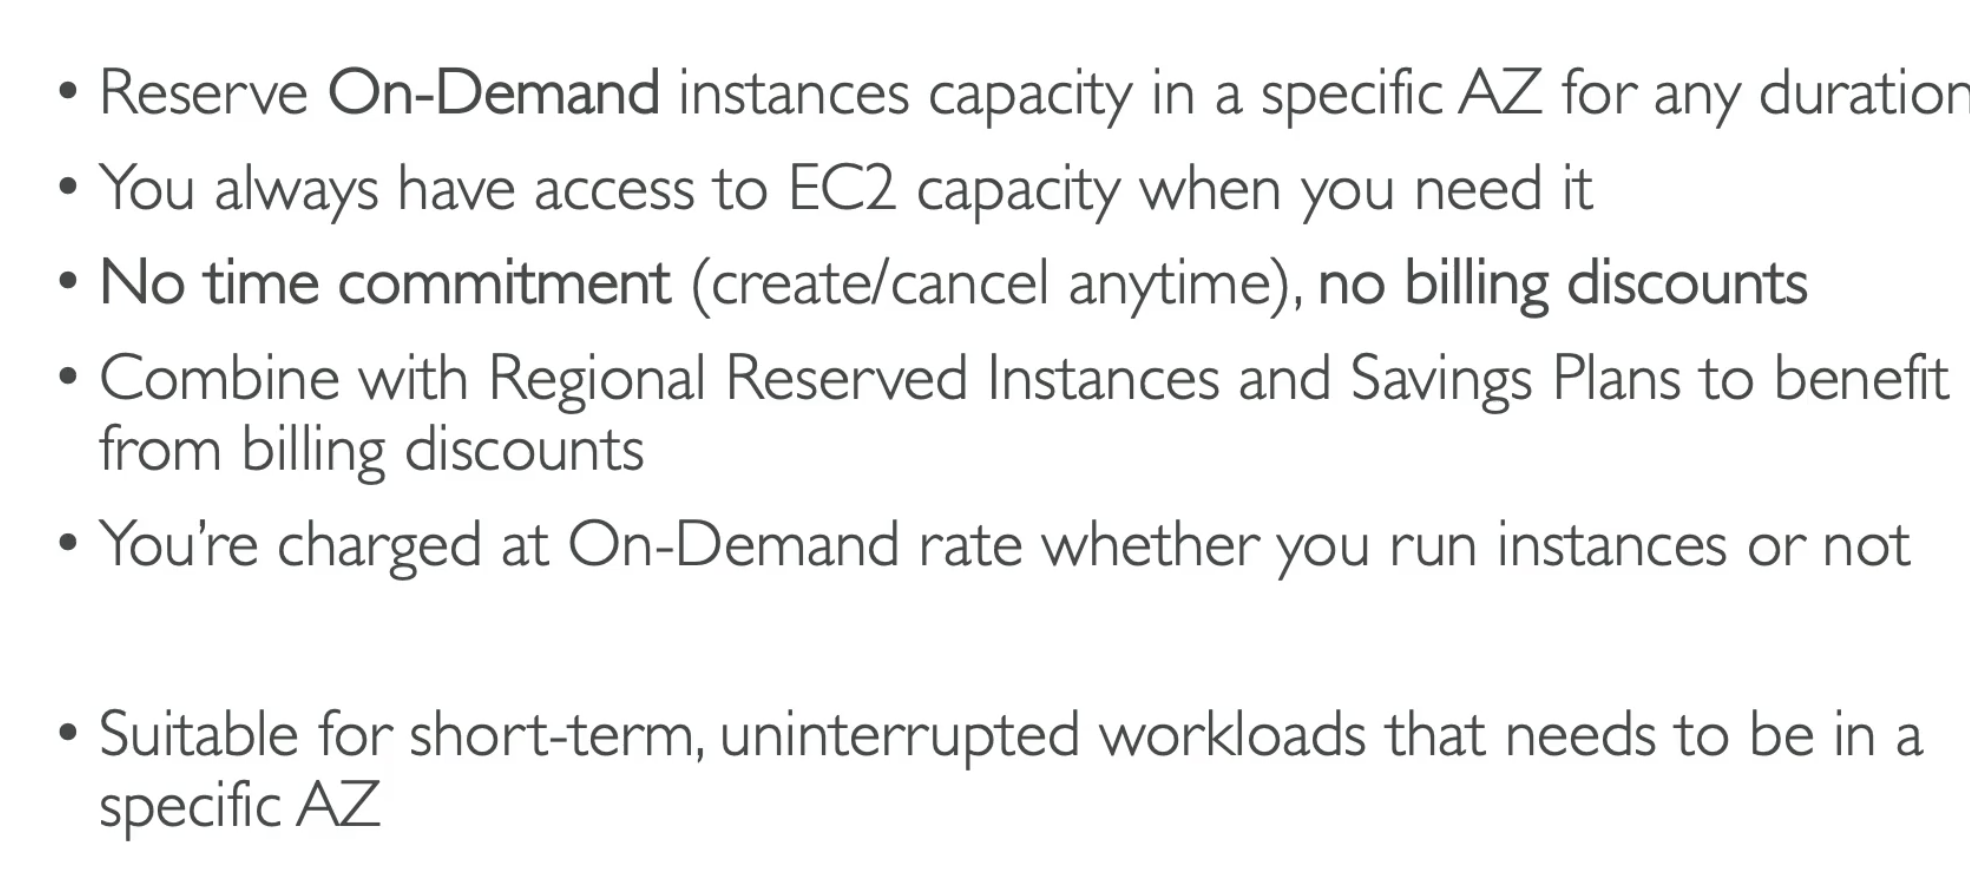 • Reserve On-Demand instances capacity in a specific AZ for any duration
• You always have access to EC2 capacity when you need it
• No time commitment (create/cancel anytime), no billing discounts
• Combine with Regional Reserved Instances and Savings Plans to benefit
from billing discounts
• You’re charged at On-Demand rate whether you run instances or not
• Suitable for short-term, uninterrupted workloads that needs to be in a
specific AZ